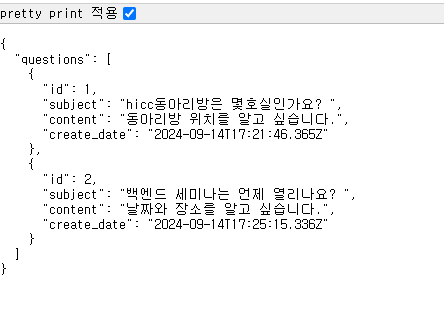 pretty print 적용
{
  "questions": [
    {
      "id": 1,
      "subject": "hicc동아리방은 몇호실인가요? ",
      "content": "동아리방 위치를 알고 싶습니다.",
      "create_date": "2024-09-14T17:21:46.365Z"
    },
    {
      "id": 2,
      "subject": "백엔드 세미나는 언제 열리나요? ",
      "content": "날짜와 장소를 알고 싶습니다.",
      "create_date": "2024-09-14T17:25:15.336Z"
    }
  ]
}